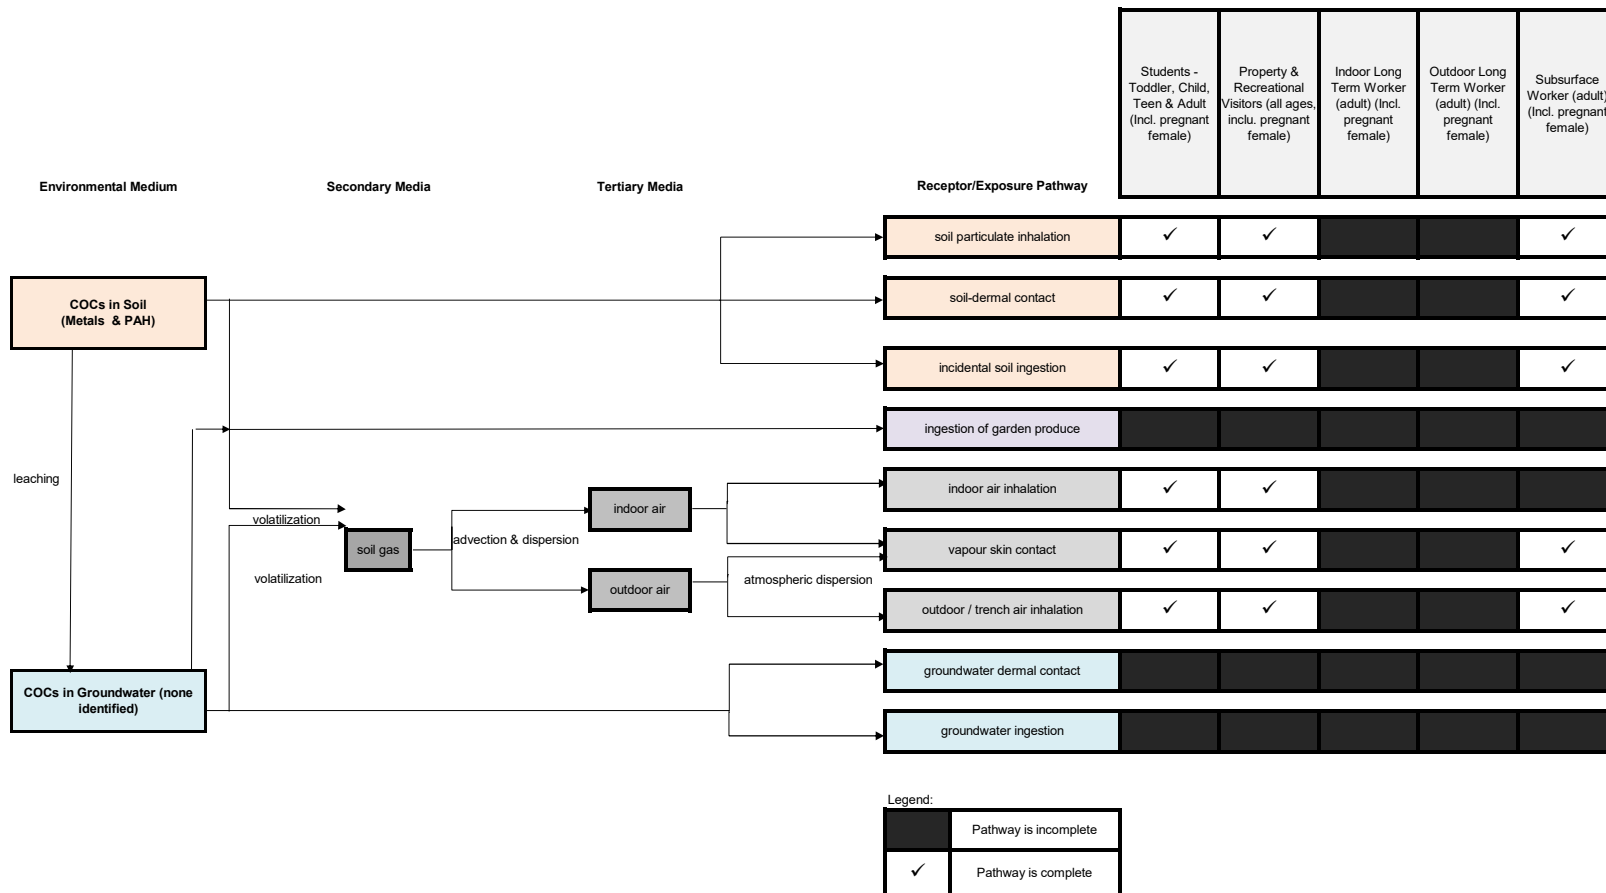 Students -
Toddler, Child,
Teen & Adult
(Incl. pregnant
female)
Property &
Recreational
Visitors (all ages,
inclu. pregnant
female)
Indoor Long
Term Worker
(adult) (Incl.
pregnant
female)
Outdoor Long
Term Worker
(adult) (Incl.
pregnant
female)
Subsurface
Worker (adult)
(Incl. pregnant
female)
Environmental Medium
Secondary Media
Tertiary Media
Receptor/Exposure Pathway
soil particulate inhalation ✓ ✓ ✓
COCs in Soil
(Metals & PAH)
soil-dermal contact ✓ ✓ ✓
incidental soil ingestion ✓ ✓ ✓
ingestion of garden produce
leaching
indoor air inhalation ✓ ✓
indoor air
volatilization
soil gas
advection & dispersion
vapour skin contact ✓ ✓ ✓
volatilization
outdoor air
atmospheric dispersion
outdoor / trench air inhalation ✓ ✓ ✓
groundwater dermal contact
COCs in Groundwater (none
identified)
groundwater ingestion
Legend:
Pathway is incomplete
✓ Pathway is complete